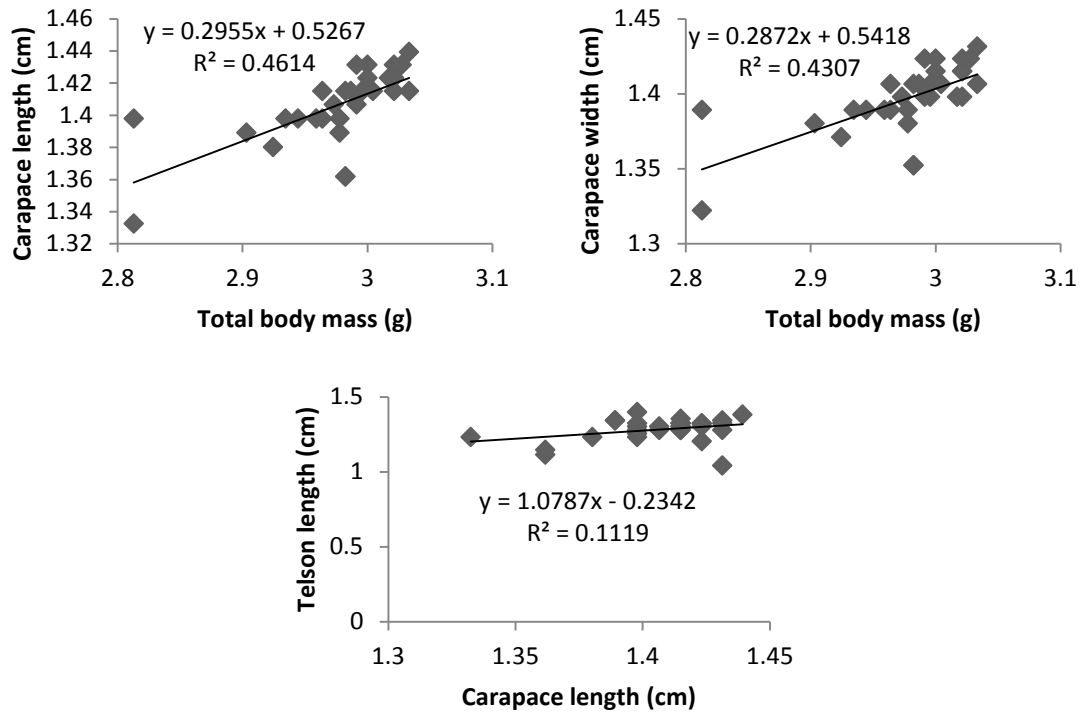 Carapace length (cm)
1.46
1.44
1.42
1.4
1.38
1.36
1.34
1.32
y = 0.2955x + 0.5267
R² = 0.4614
2.8 2.9 3 3.1
Total body mass (g)
Carapace width (cm)
1.45
1.4
1.35
1.3
y = 0.2872x + 0.5418
R² = 0.4307
2.8 2.9 3 3.1
Total body mass (g)
Telson length (cm)
1.5
1
0.5
0
y = 1.0787x - 0.2342
R² = 0.1119
1.3 1.35 1.4 1.45
Carapace length (cm)